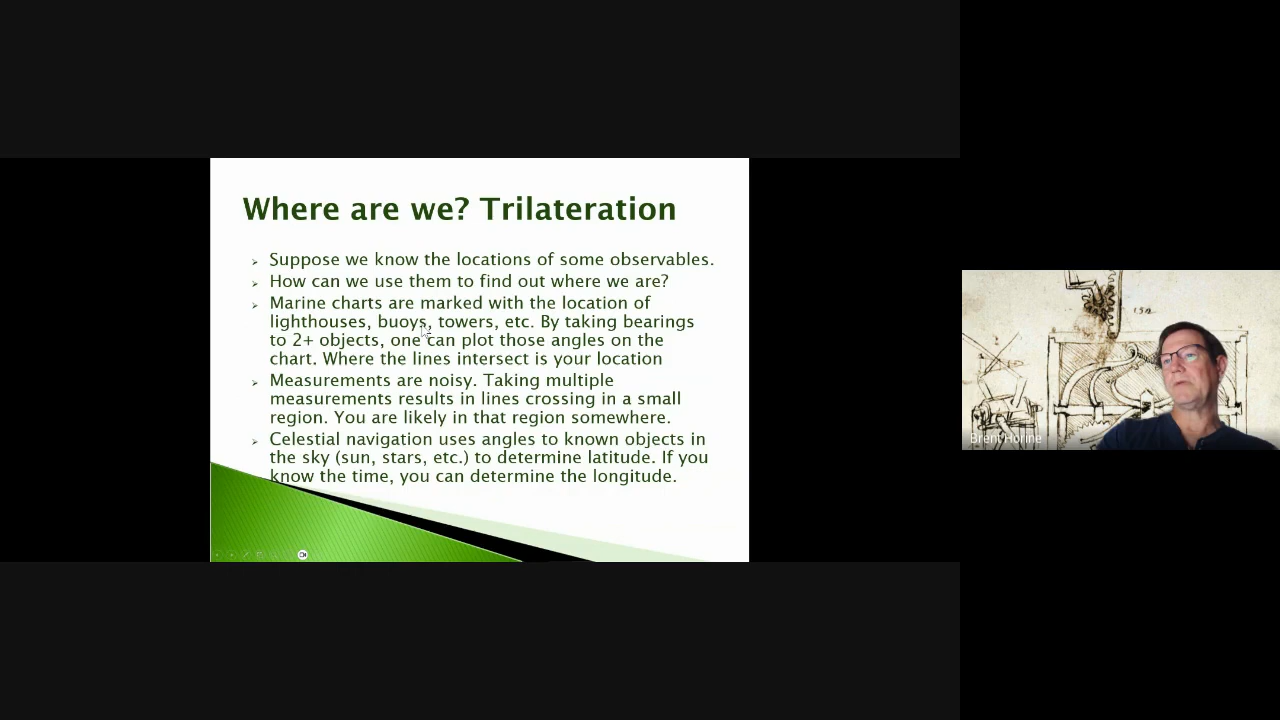 Where are we? Trilateration
Suppose we know the locations of some observables.
How can we use them to find out where we are?
Marine charts are marked with the location of
lighthouses, buoys, towers, etc. By taking bearings
to 2+ objects, one can plot those angles on the
chart. Where the lines intersect is your location
Measurements are noisy. Taking multiple
measurements results in lines crossing in a small
region. You are likely in that region somewhere.
Celestial navigation uses angles to known objects in
the sky (sun, stars, etc.) to determine latitude. If you
know the time, you can determine the longitude.
Brent Horine